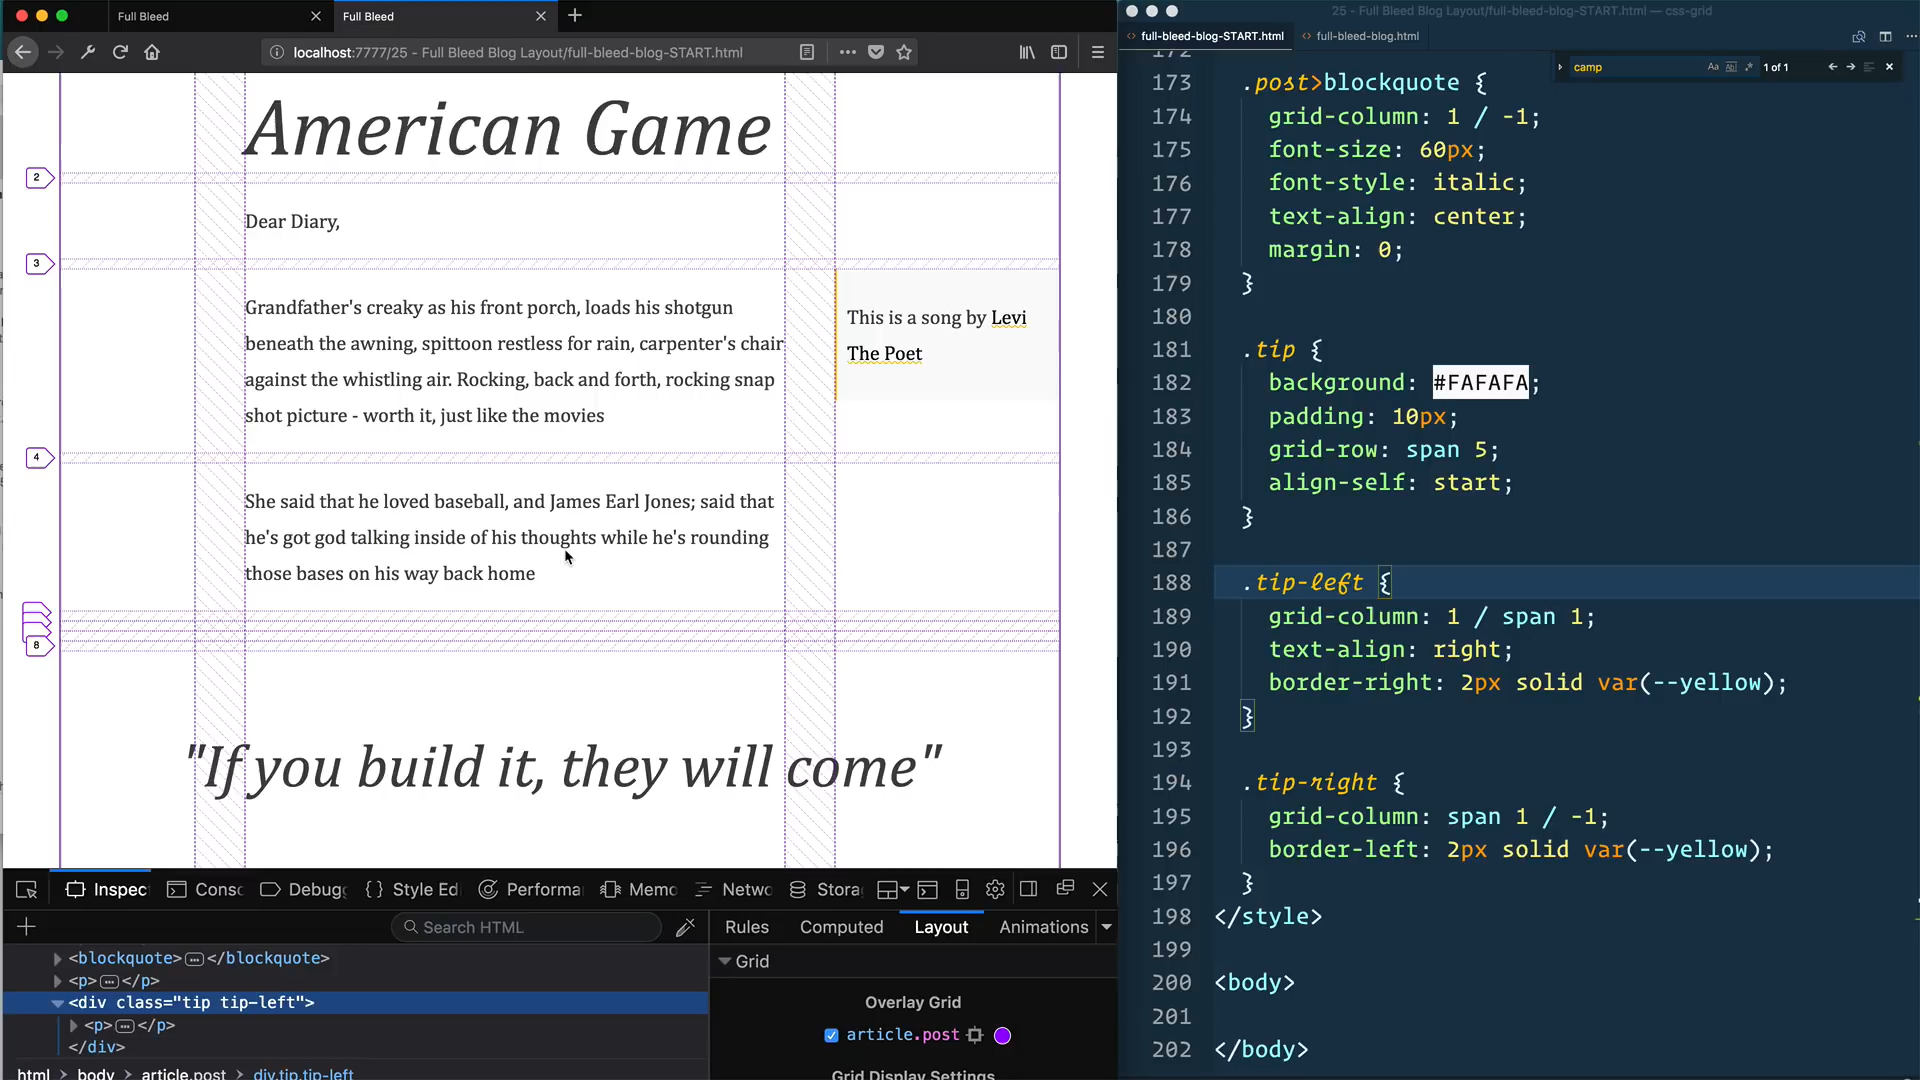 Full Bleed
Full Bleed
localhost:7777/25 - Full Bleed Blog Layout/full-bleed-blog-START.html
American Game
2
Dear Diary,
3
Grandfather's creaky as his front porch, loads his shotgun
beneath the awning, spittoon restless for rain, carpenter's chair
against the whistling air. Rocking, back and forth, rocking snap
shot picture - worth it, just like the movies
This is a song by Levi
The Poet
4
She said that he loved baseball, and James Earl Jones; said that
he's got god talking inside of his thoughts while he's rounding
those bases on his way back home
8
"If you build it, they will come"
Inspec
Consc
Debug
Style Ed
Performa
Memo
Netwo
Stora
Search HTML
<blockquote>…</blockquote>
<p>…</p>
<div class="tip tip-left">
<p>…</p>
</div>
html > body > article.post > div.tip.tip-left
Rules Computed Layout Animations
Grid
Overlay Grid
article.post
Grid Display Settings
25 - Full Bleed Blog Layout/full-bleed-blog-START.html — css-grid
full-bleed-blog-START.html
full-bleed-blog.html
camp Aa Abl .* 1 of 1
172
173 .post>blockquote {
174 grid-column: 1 / -1;
175 font-size: 60px;
176 font-style: italic;
177 text-align: center;
178 margin: 0;
179 }
180
181 .tip {
182 background: #FAFAFA;
183 padding: 10px;
184 grid-row: span 5;
185 align-self: start;
186 }
187
188 .tip-left {
189 grid-column: 1 / span 1;
190 text-align: right;
191 border-right: 2px solid var(--yellow);
192 }
193
194 .tip-right {
195 grid-column: span 1 / -1;
196 border-left: 2px solid var(--yellow);
197 }
198 </style>
199
200 <body>
201
202 </body>